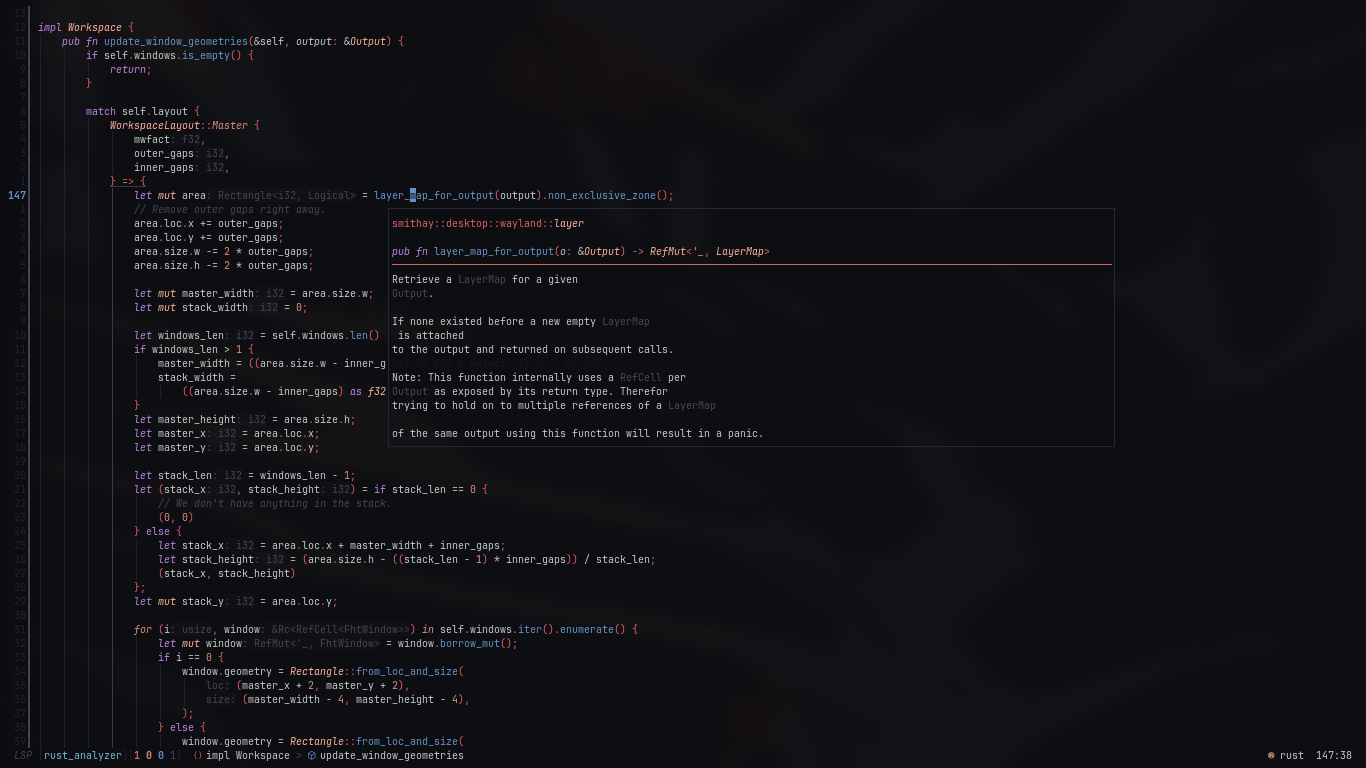 13
12 impl Workspace {
11 pub fn update_window_geometries(&self, output: &Output) {
10 if self.windows.is_empty() {
9 return;
8 }
7
6 match self.layout {
5 WorkspaceLayout::Master {
4 mwfact: f32,
3 outer_gaps: i32,
2 inner_gaps: i32,
1 } => {
147 let mut area: Rectangle<i32, Logical> = layer_map_for_output(output).non_exclusive_zone();
1 // Remove outer gaps right away.
2 area.loc.x += outer_gaps;
3 area.loc.y += outer_gaps;
4 area.size.w -= 2 * outer_gaps;
5 area.size.h -= 2 * outer_gaps;
6
7 let mut master_width: i32 = area.size.w;
8 let mut stack_width: i32 = 0;
9
10 let windows_len: i32 = self.windows.len()
11 if windows_len > 1 {
12 master_width = ((area.size.w - inner_g
13 stack_width =
14 ((area.size.w - inner_gaps) as f32
15 }
16 let master_height: i32 = area.size.h;
17 let master_x: i32 = area.loc.x;
18 let master_y: i32 = area.loc.y;
19
20 let stack_len: i32 = windows_len - 1;
21 let (stack_x: i32, stack_height: i32) = if stack_len == 0 {
22 // We don't have anything in the stack.
23 (0, 0)
24 } else {
25 let stack_x: i32 = area.loc.x + master_width + inner_gaps;
26 let stack_height: i32 = (area.size.h - ((stack_len - 1) * inner_gaps)) / stack_len;
27 (stack_x, stack_height)
28 };
29 let mut stack_y: i32 = area.loc.y;
30
31 for (i: usize, window: &Rc<RefCell<FhtWindow>>) in self.windows.iter().enumerate() {
32 let mut window: RefMut<'_, FhtWindow> = window.borrow_mut();
33 if i == 0 {
34 window.geometry = Rectangle::from_loc_and_size(
35 loc: (master_x + 2, master_y + 2),
36 size: (master_width - 4, master_height - 4),
37 );
38 } else {
39 window.geometry = Rectangle::from_loc_and_size(
smithay::desktop::wayland::layer
pub fn layer_map_for_output(o: &Output) -> RefMut<'_, LayerMap>
Retrieve a LayerMap for a given
Output.
If none existed before a new empty LayerMap
is attached
to the output and returned on subsequent calls.
Note: This function internally uses a RefCell per
Output as exposed by its return type. Therefor
trying to hold on to multiple references of a LayerMap
of the same output using this function will result in a panic.
LSP [rust_analyzer][1 0 0 1] {} impl Workspace > update_window_geometries rust 147:38